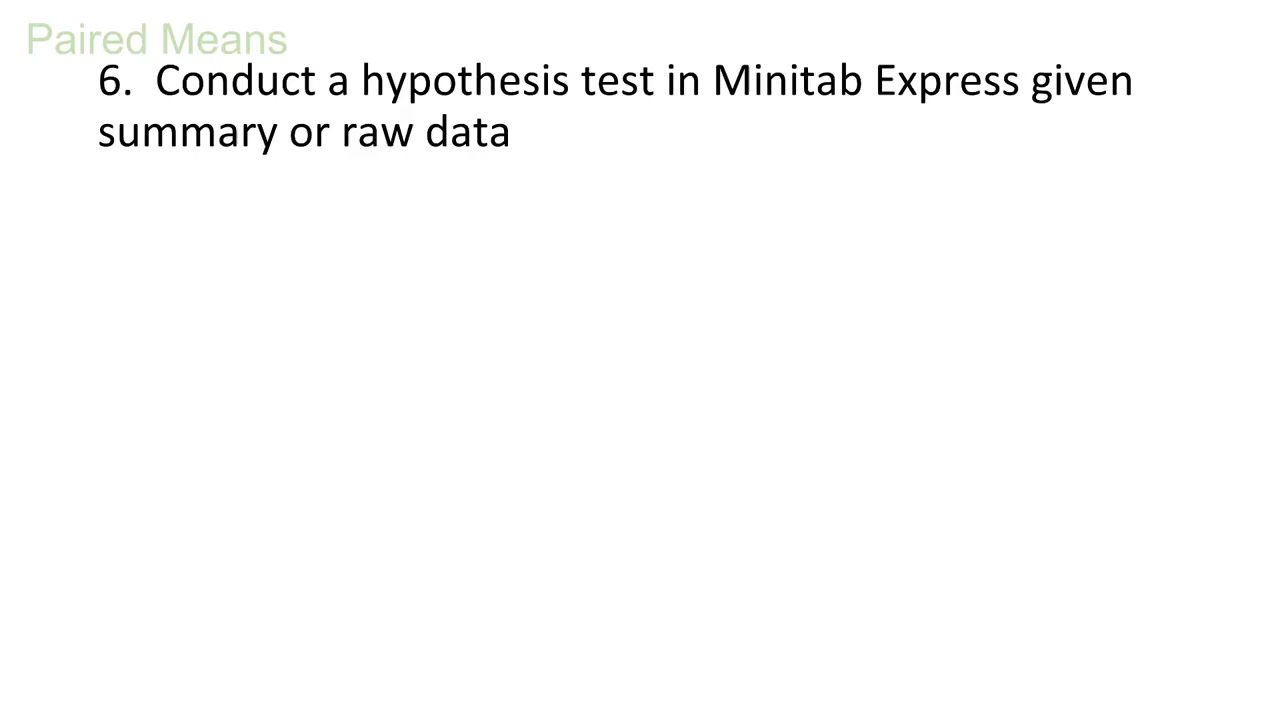 Paired Means
6. Conduct a hypothesis test in Minitab Express given
summary or raw data